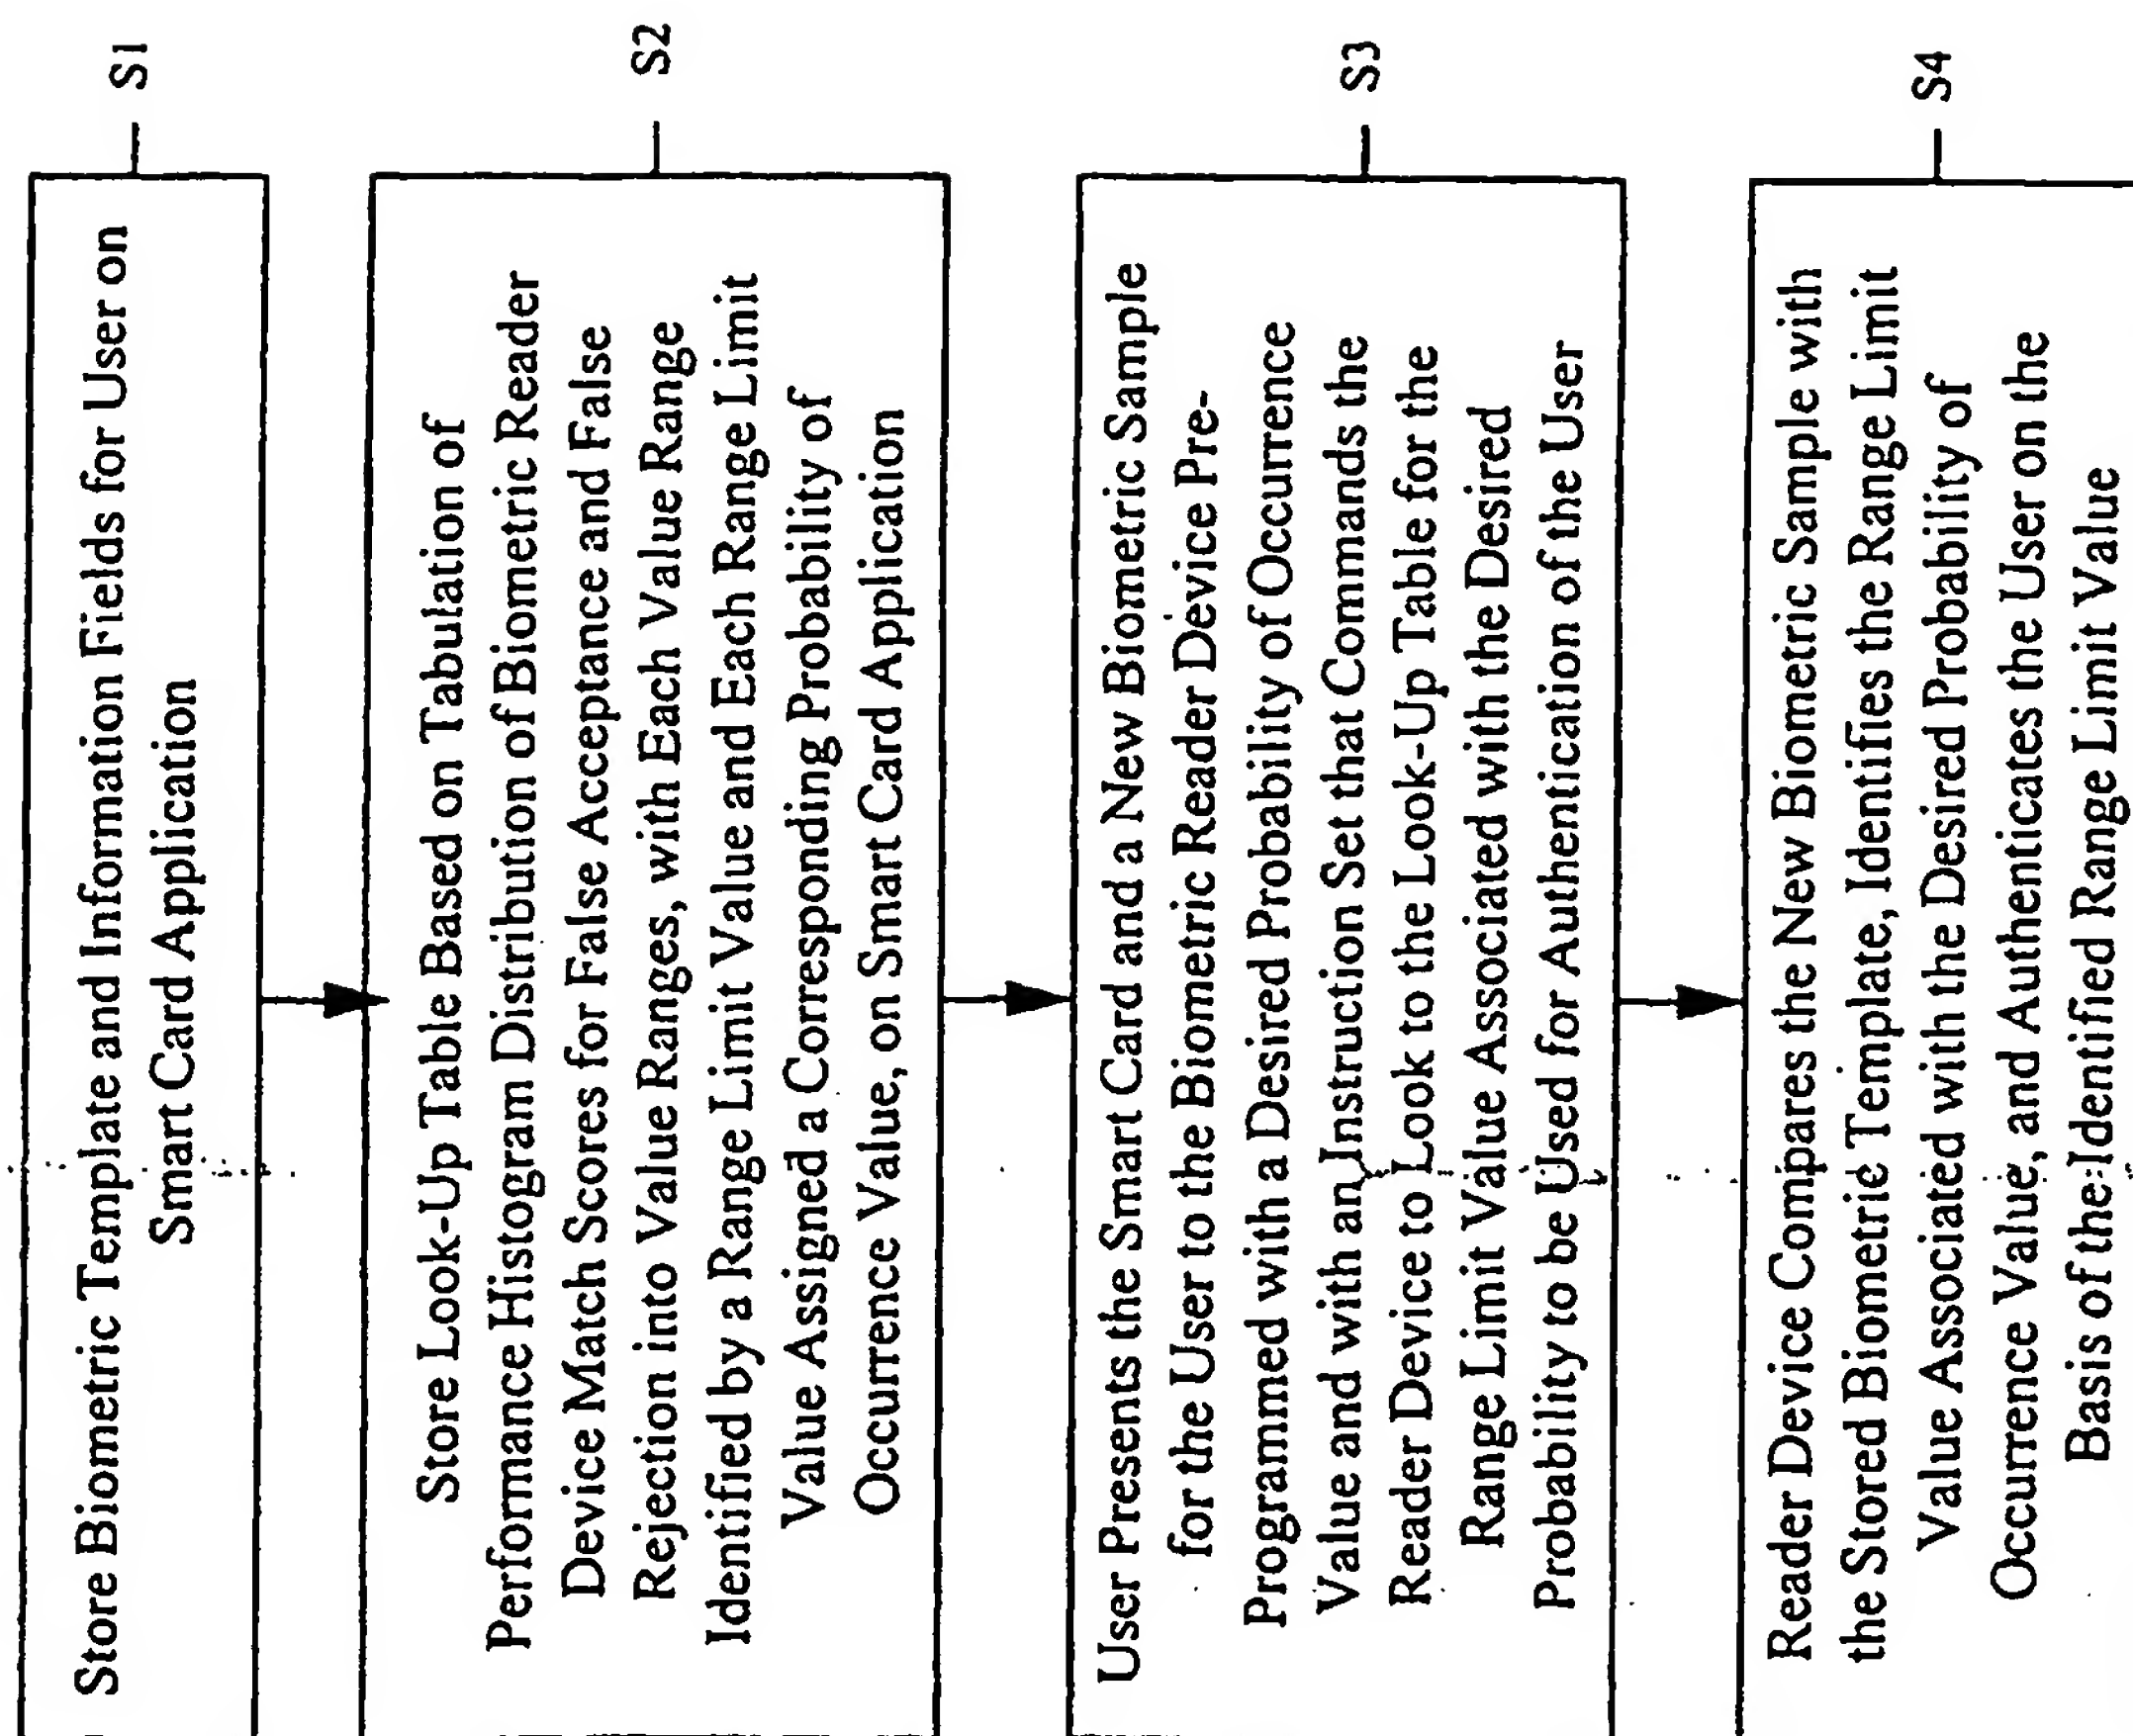 Store Biometric Template and Information Fields for User on
Smart Card Application
S1
Store Look-Up Table Based on Tabulation of
Performance Histogram Distribution of Biometric Reader
Device Match Scores for False Acceptance and False
Rejection into Value Ranges, with Each Value Range
Identified by a Range Limit Value and Each Range Limit
Value Assigned a Corresponding Probability of
Occurrence Value, on Smart Card Application
S2
User Presents the Smart Card and a New Biometric Sample
for the User to the Biometric Reader Device Pre-
Programmed with a Desired Probability of Occurrence
Value and with an Instruction Set that Commands the
Reader Device to Look to the Look-Up Table for the
Range Limit Value Associated with the Desired
Probability to be Used for Authentication of the User
S3
Reader Device Compares the New Biometric Sample with
the Stored Biometric Template, Identifies the Range Limit
Value Associated with the Desired Probability of
Occurrence Value, and Authenticates the User on the
Basis of the Identified Range Limit Value
S4